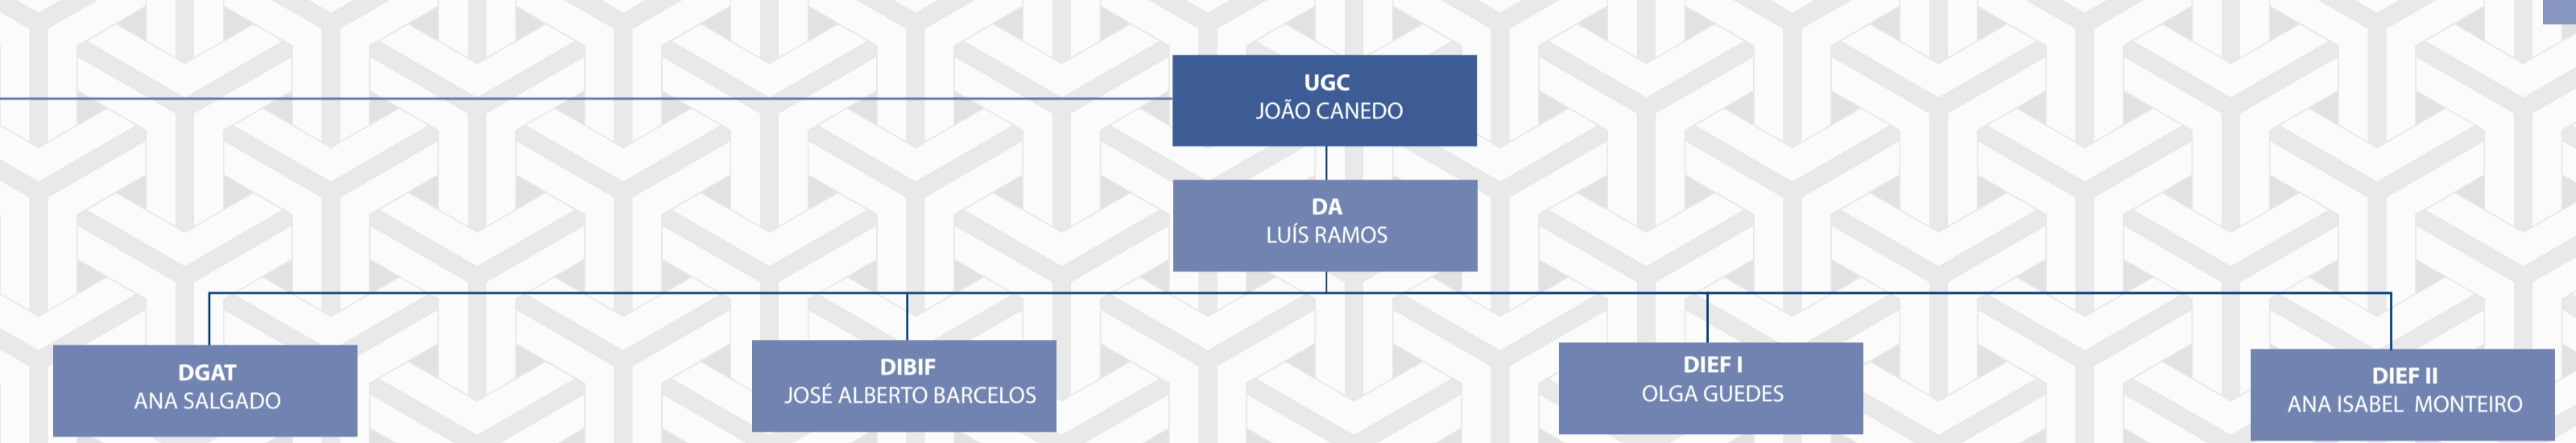 UGC
JOÃO CANEDO
DA
LUÍS RAMOS
DGAT
ANA SALGADO
DIBIF
JOSÉ ALBERTO BARCELOS
DIEF I
OLGA GUEDES
DIEF II
ANA ISABEL  MONTEIRO